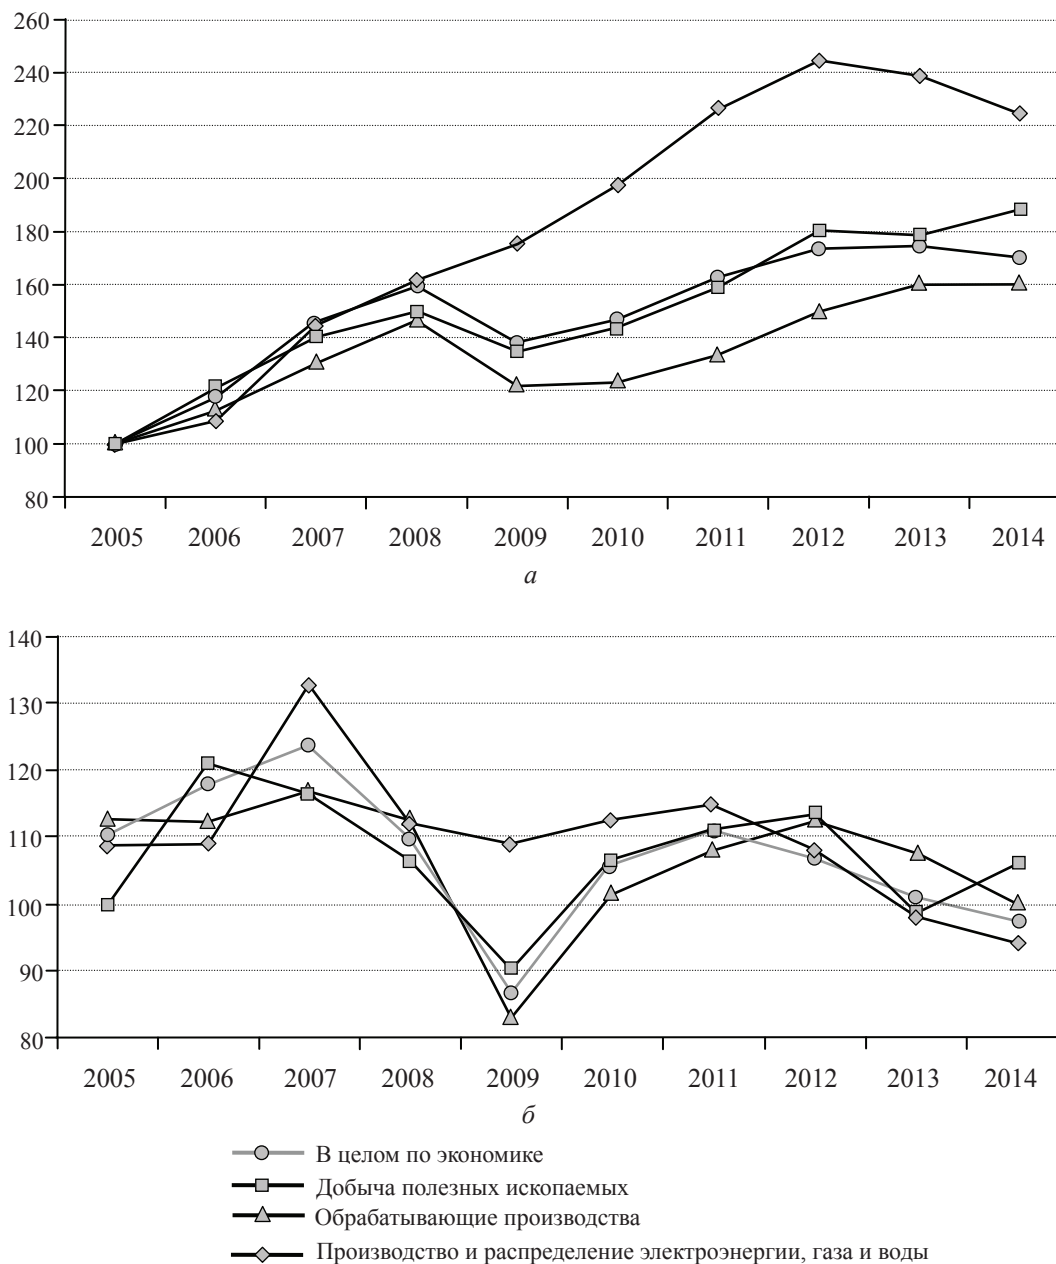 260
240
220
200
180
160
140
120
100
80
2005 2006 2007 2008 2009 2010 2011 2012 2013 2014
а
140
130
120
110
100
90
80
2005 2006 2007 2008 2009 2010 2011 2012 2013 2014
б
В целом по экономике
Добыча полезных ископаемых
Обрабатывающие производства
Производство и распределение электроэнергии, газа и воды